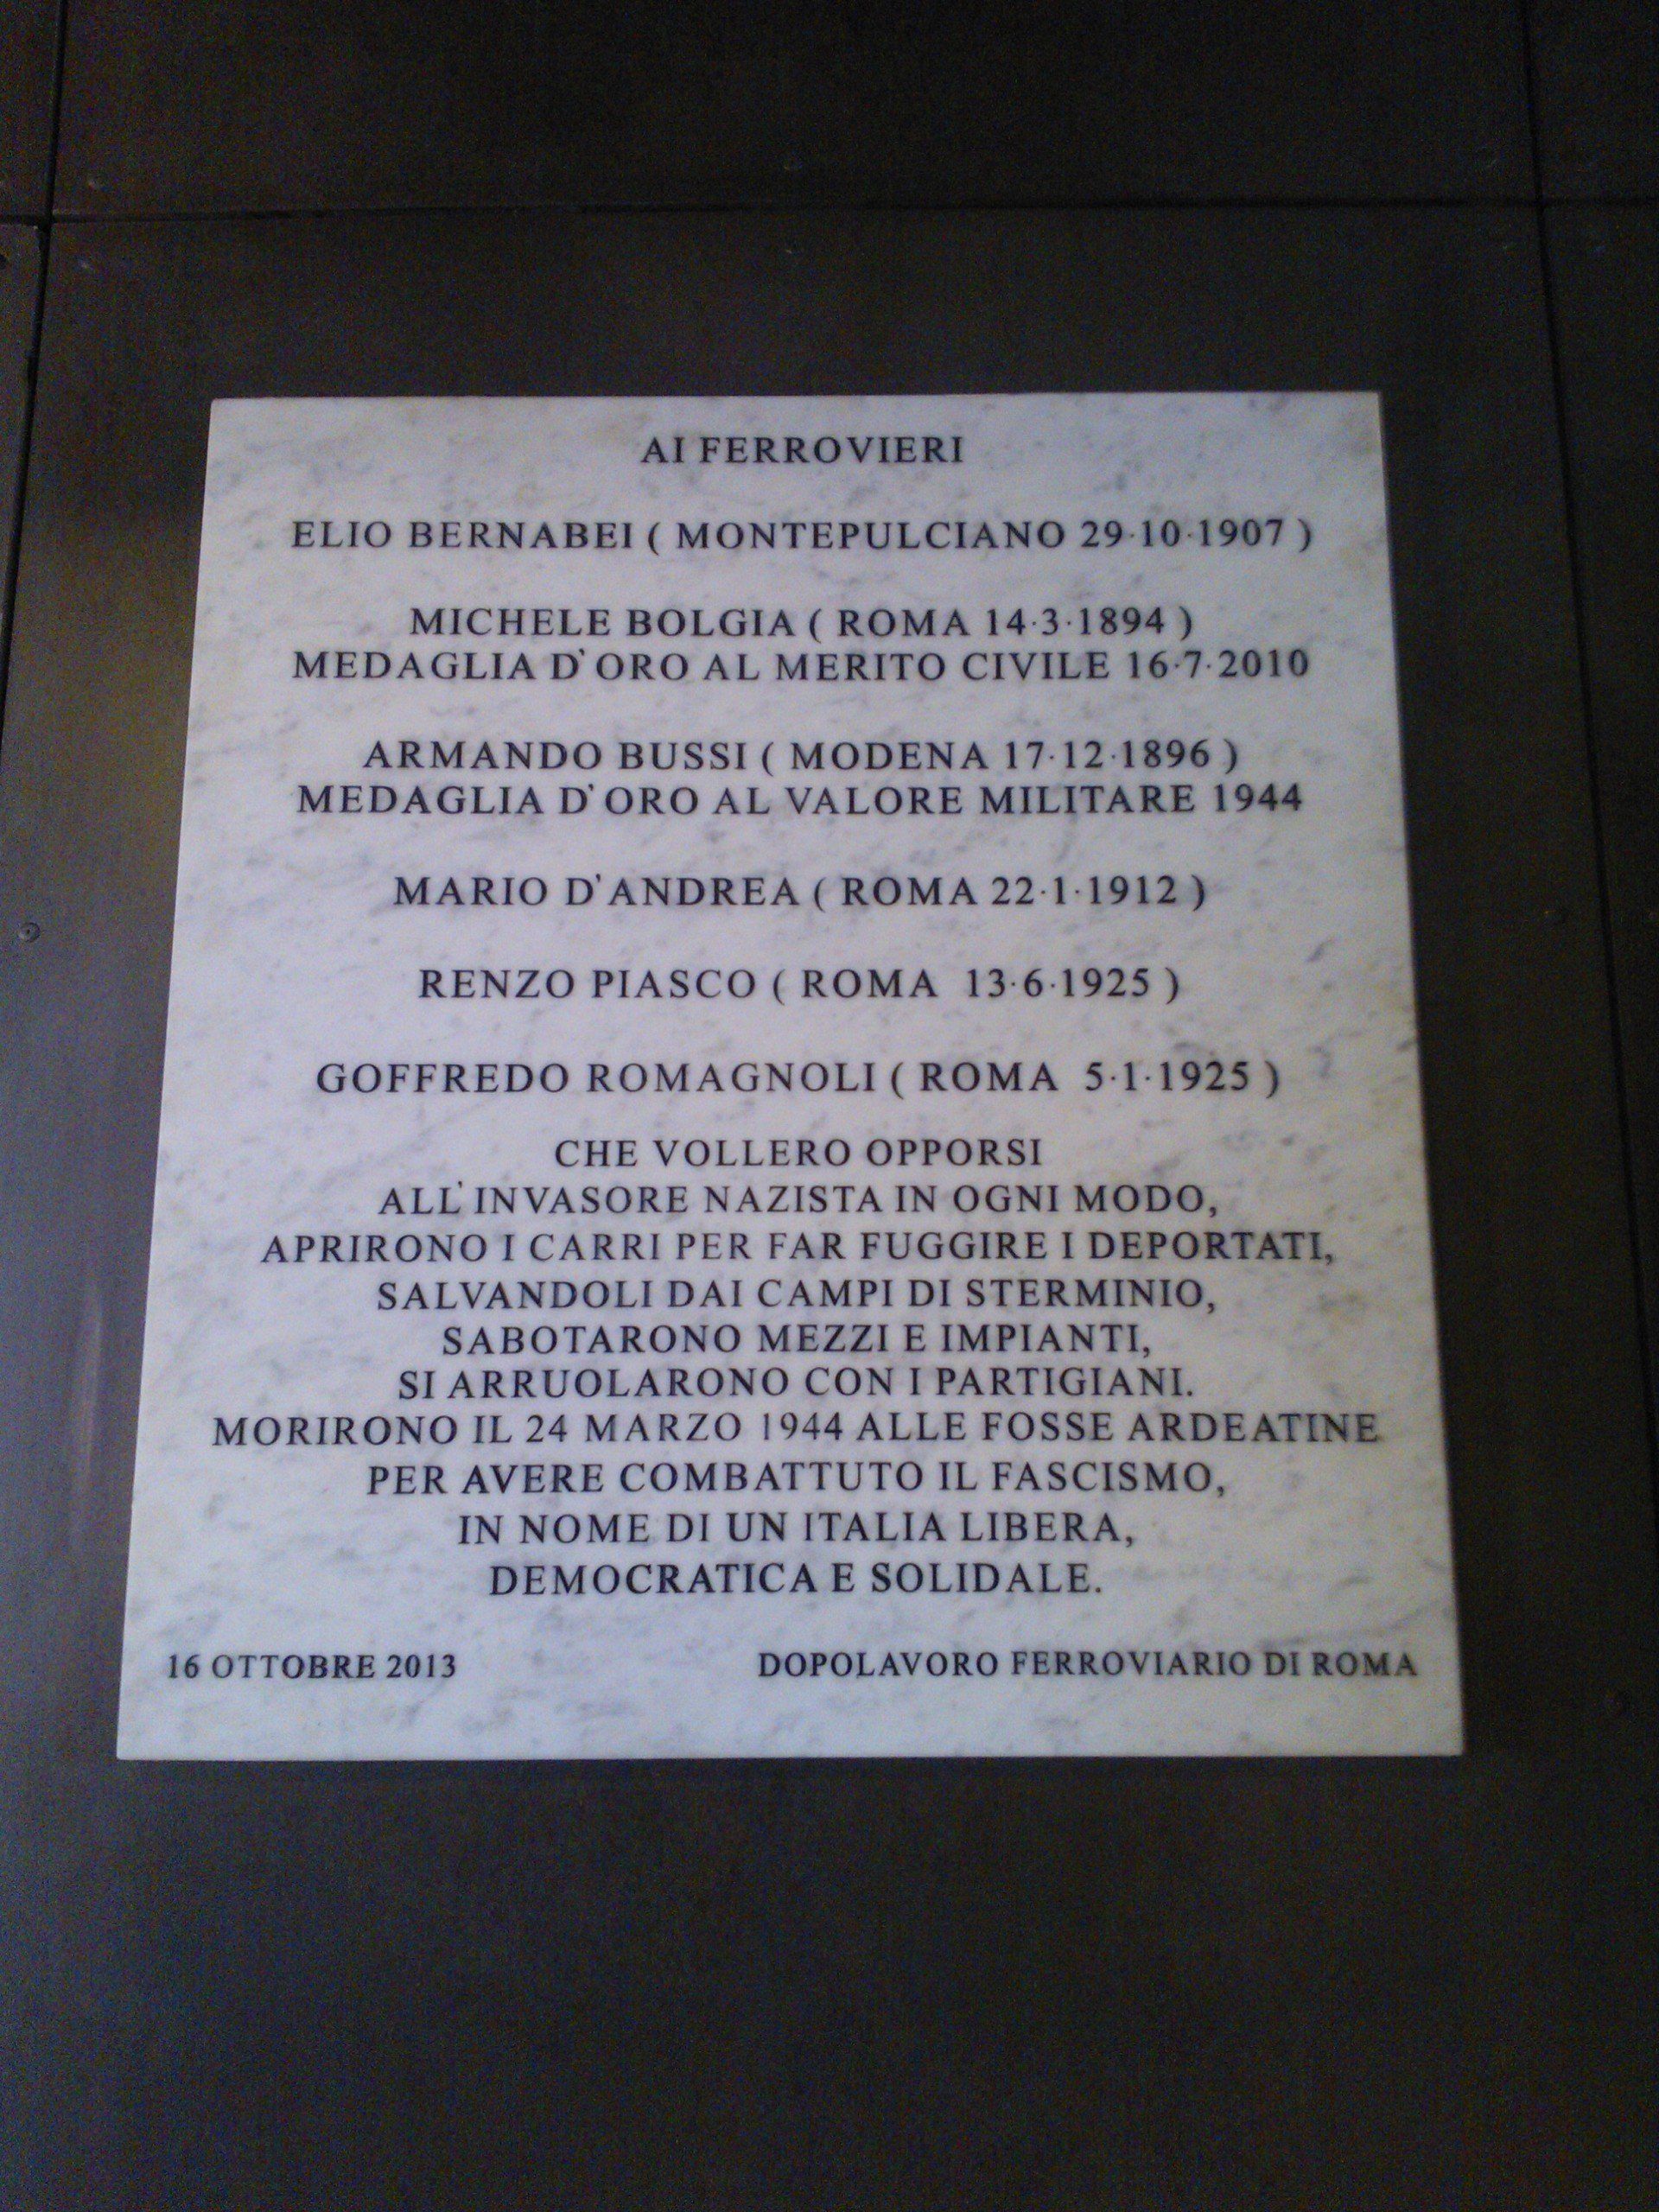 AI FERROVIERI
ELIO BERNABEI ( MONTEPULCIANO 29·10·1907 )
MICHELE BOLGIA ( ROMA 14·3·1894 )
MEDAGLIA D'ORO AL MERITO CIVILE 16·7·2010
ARMANDO BUSSI ( MODENA 17·12·1896 )
MEDAGLIA D'ORO AL VALORE MILITARE 1944
MARIO D'ANDREA ( ROMA 22·1·1912 )
RENZO PIASCO ( ROMA 13·6·1925 )
GOFFREDO ROMAGNOLI ( ROMA 5·1·1925 )
CHE VOLLERO OPPORSI
ALL'INVASORE NAZISTA IN OGNI MODO,
APRIRONO I CARRI PER FAR FUGGIRE I DEPORTATI,
SALVANDOLI DAI CAMPI DI STERMINIO,
SABOTARONO MEZZI E IMPIANTI,
SI ARRUOLARONO CON I PARTIGIANI.
MORIRONO IL 24 MARZO 1944 ALLE FOSSE ARDEATINE
PER AVERE COMBATTUTO IL FASCISMO,
IN NOME DI UN ITALIA LIBERA,
DEMOCRATICA E SOLIDALE.
16 OTTOBRE 2013 DOPOLAVORO FERROVIARIO DI ROMA